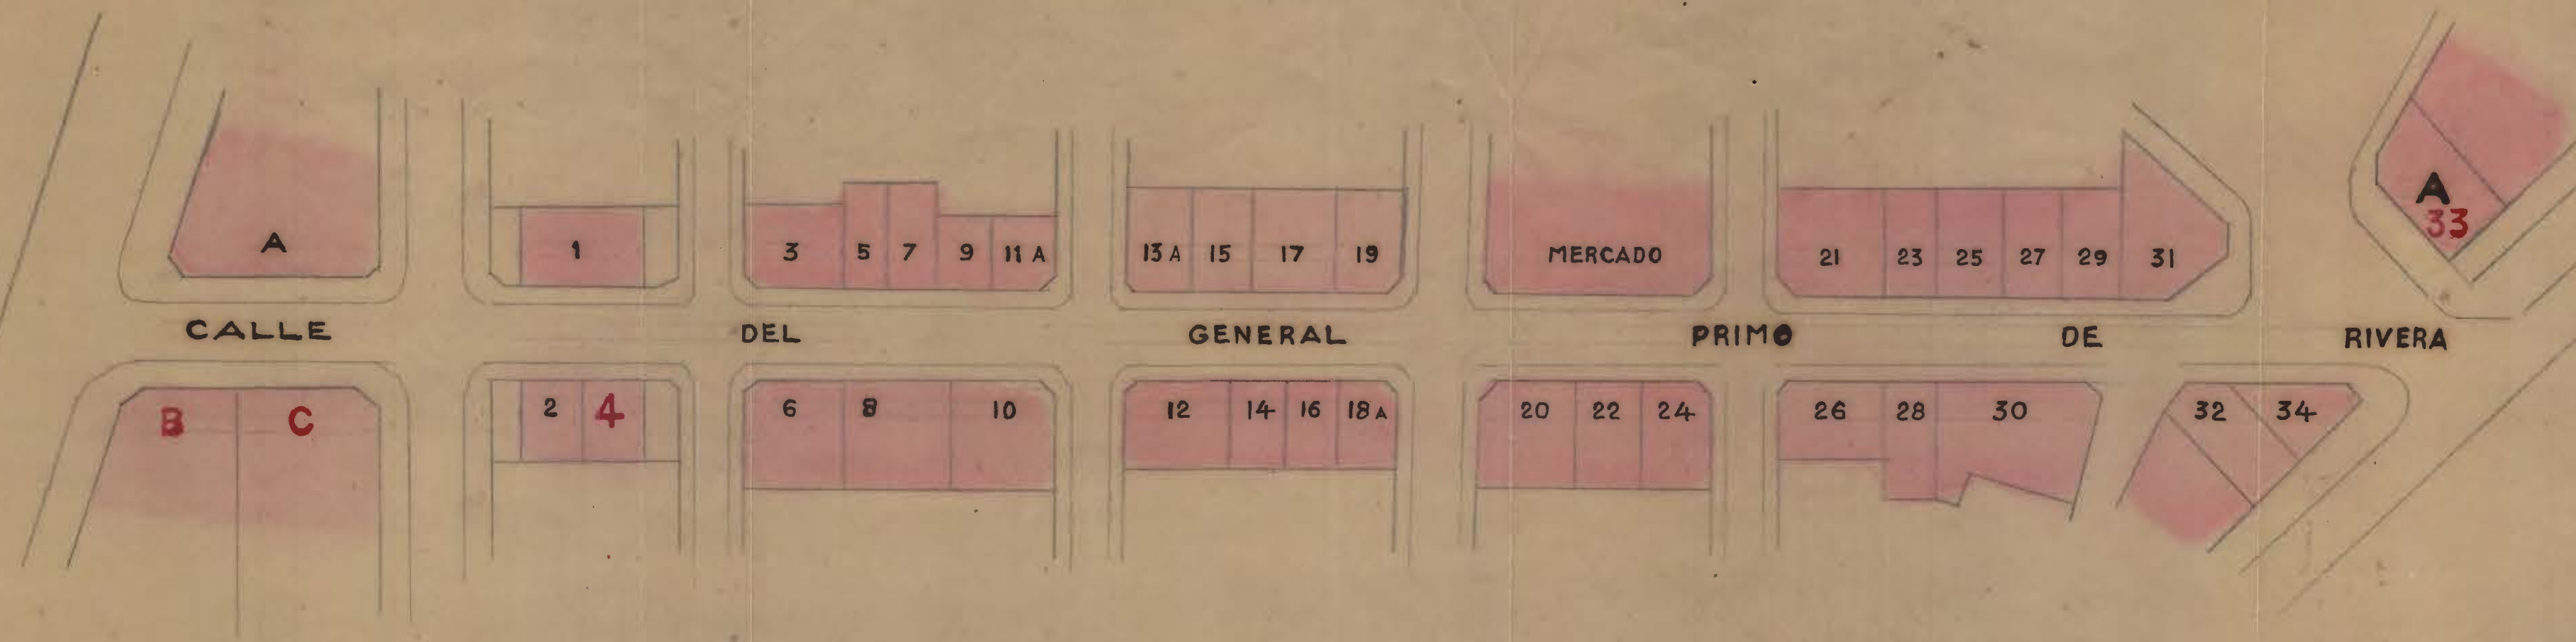 A 1 3 5 7 9 11 A 13 A 15 17 19 MERCADO 21 23 25 27 29 31 A 33
CALLE DEL GENERAL PRIMO DE RIVERA
B C 2 4 6 8 10 12 14 16 18 A 20 22 24 26 28 30 32 34